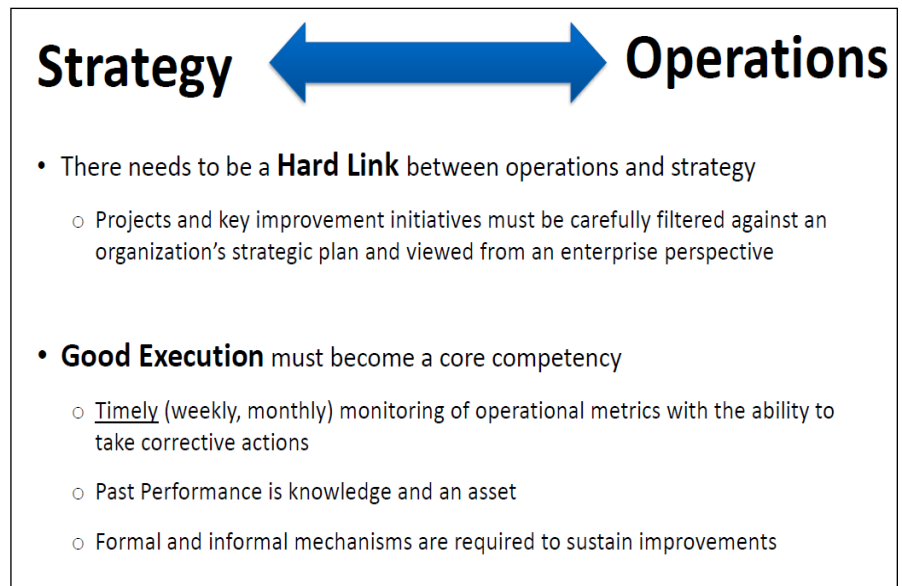 Strategy
Operations
• There needs to be a Hard Link between operations and strategy
○ Projects and key improvement initiatives must be carefully filtered against an
organization’s strategic plan and viewed from an enterprise perspective
• Good Execution must become a core competency
○ Timely (weekly, monthly) monitoring of operational metrics with the ability to
take corrective actions
○ Past Performance is knowledge and an asset
○ Formal and informal mechanisms are required to sustain improvements